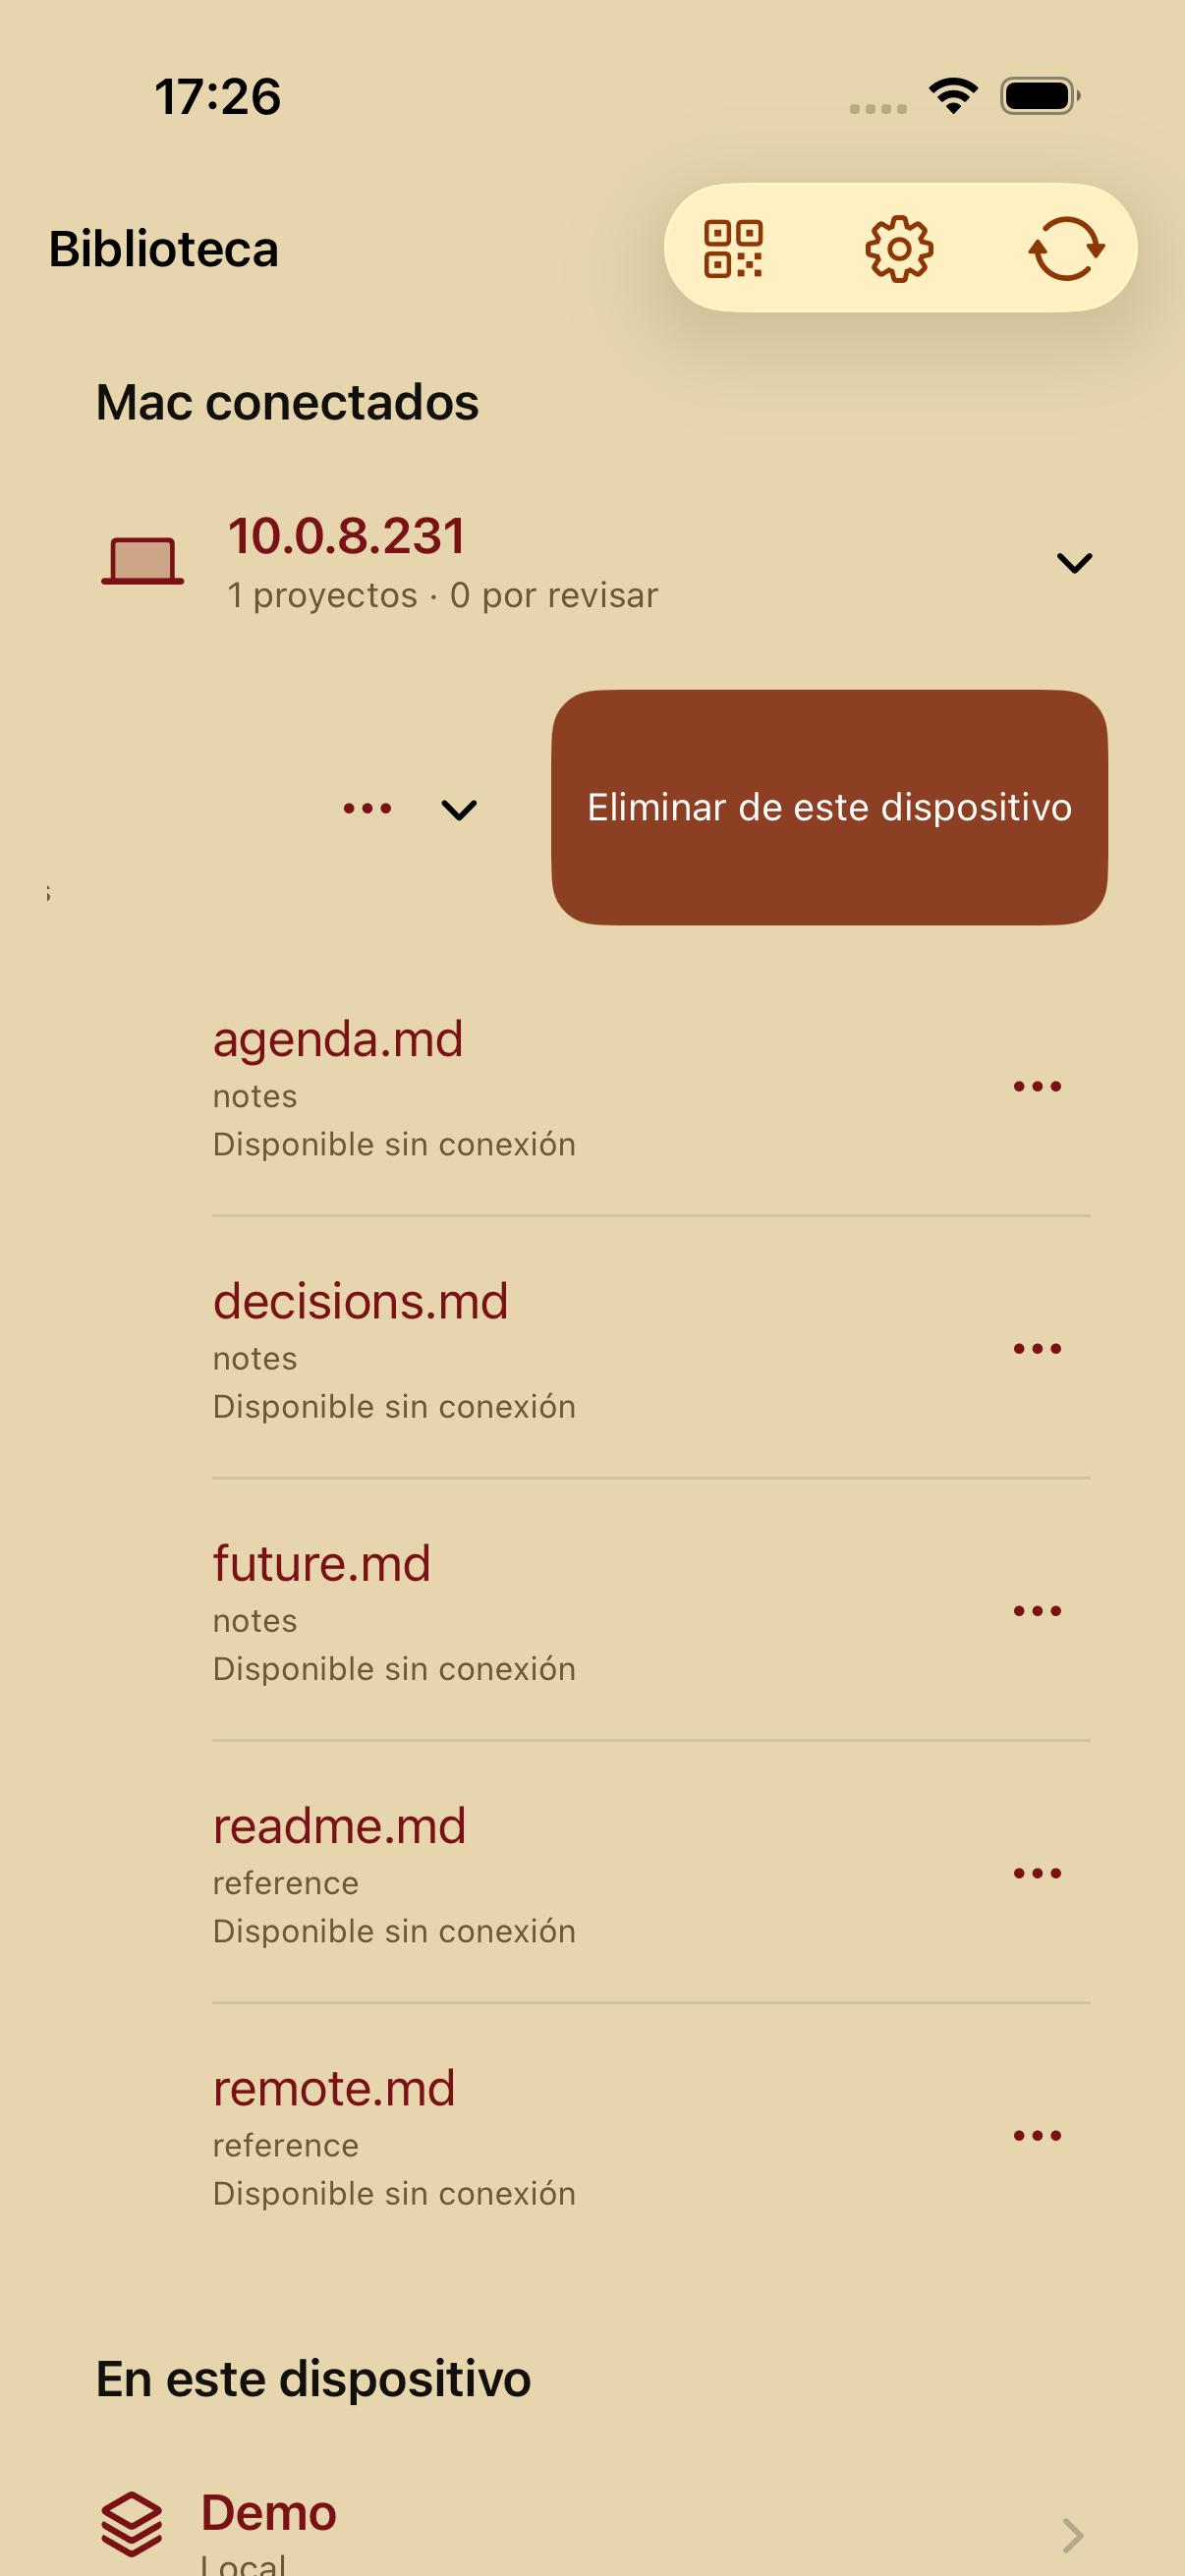 17:26
Biblioteca
Mac conectados
10.0.8.231
1 proyectos · 0 por revisar
Eliminar de este dispositivo
agenda.md
notes
Disponible sin conexión
decisions.md
notes
Disponible sin conexión
future.md
notes
Disponible sin conexión
readme.md
reference
Disponible sin conexión
remote.md
reference
Disponible sin conexión
En este dispositivo
Demo
Local